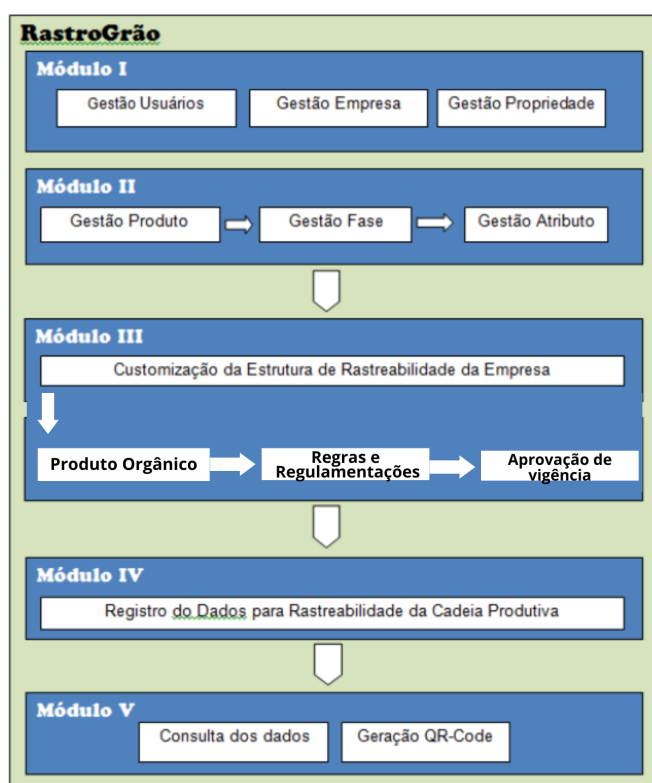 RastroGrão
Módulo I
Gestão Usuários
Gestão Empresa
Gestão Propriedade
Módulo II
Gestão Produto
Gestão Fase
Gestão Atributo
Módulo III
Customização da Estrutura de Rastreabilidade da Empresa
Produto Orgânico
Regras e
Regulamentações
Aprovação de
vigência
Módulo IV
Registro do Dados para Rastreabilidade da Cadeia Produtiva
Módulo V
Consulta dos dados
Geração QR-Code